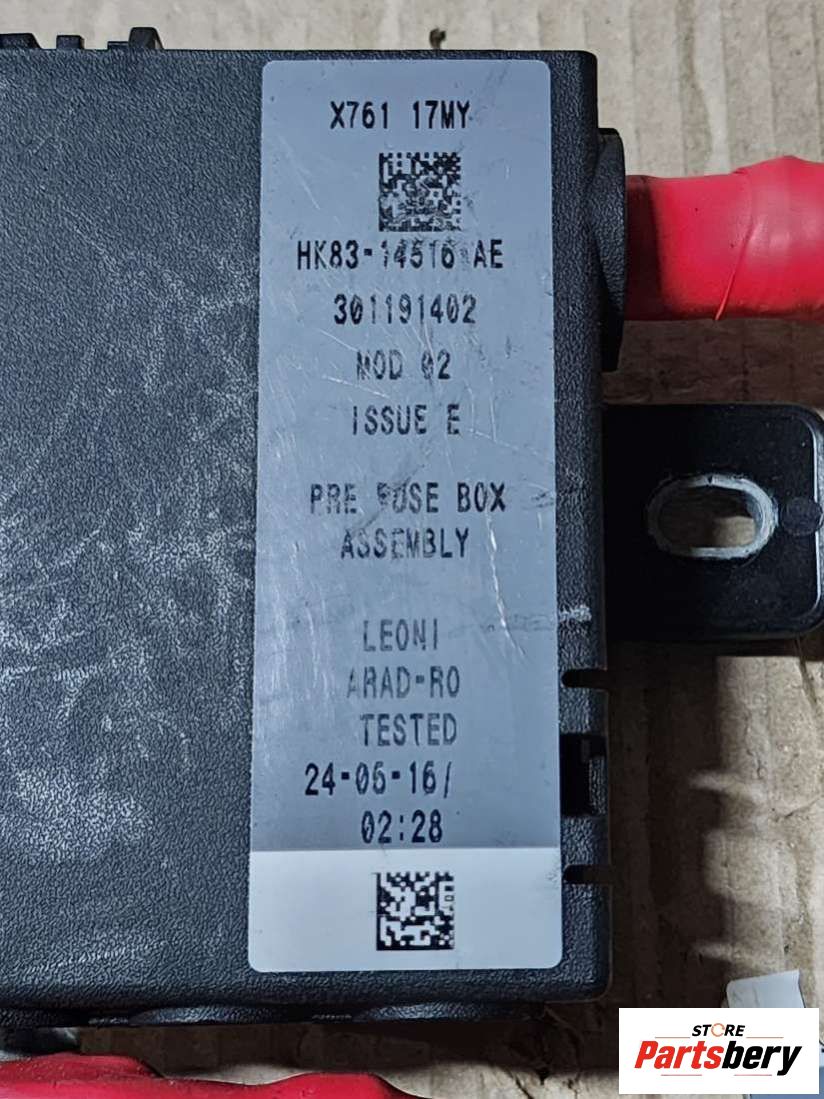 X761 17MY
HK83-14516 AE
301191402
MOD 02
ISSUE E
PRE FUSE BOX
ASSEMBLY
LEONI
ARAD-RO
TESTED
24-06-16/
02:28
STORE
Partsbery